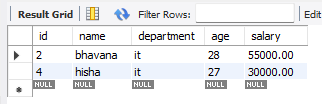 Result Grid Filter Rows: Edit
id name department age salary
2 bhavana it 28 55000.00
4 hisha it 27 30000.00
NULL NULL NULL NULL NULL